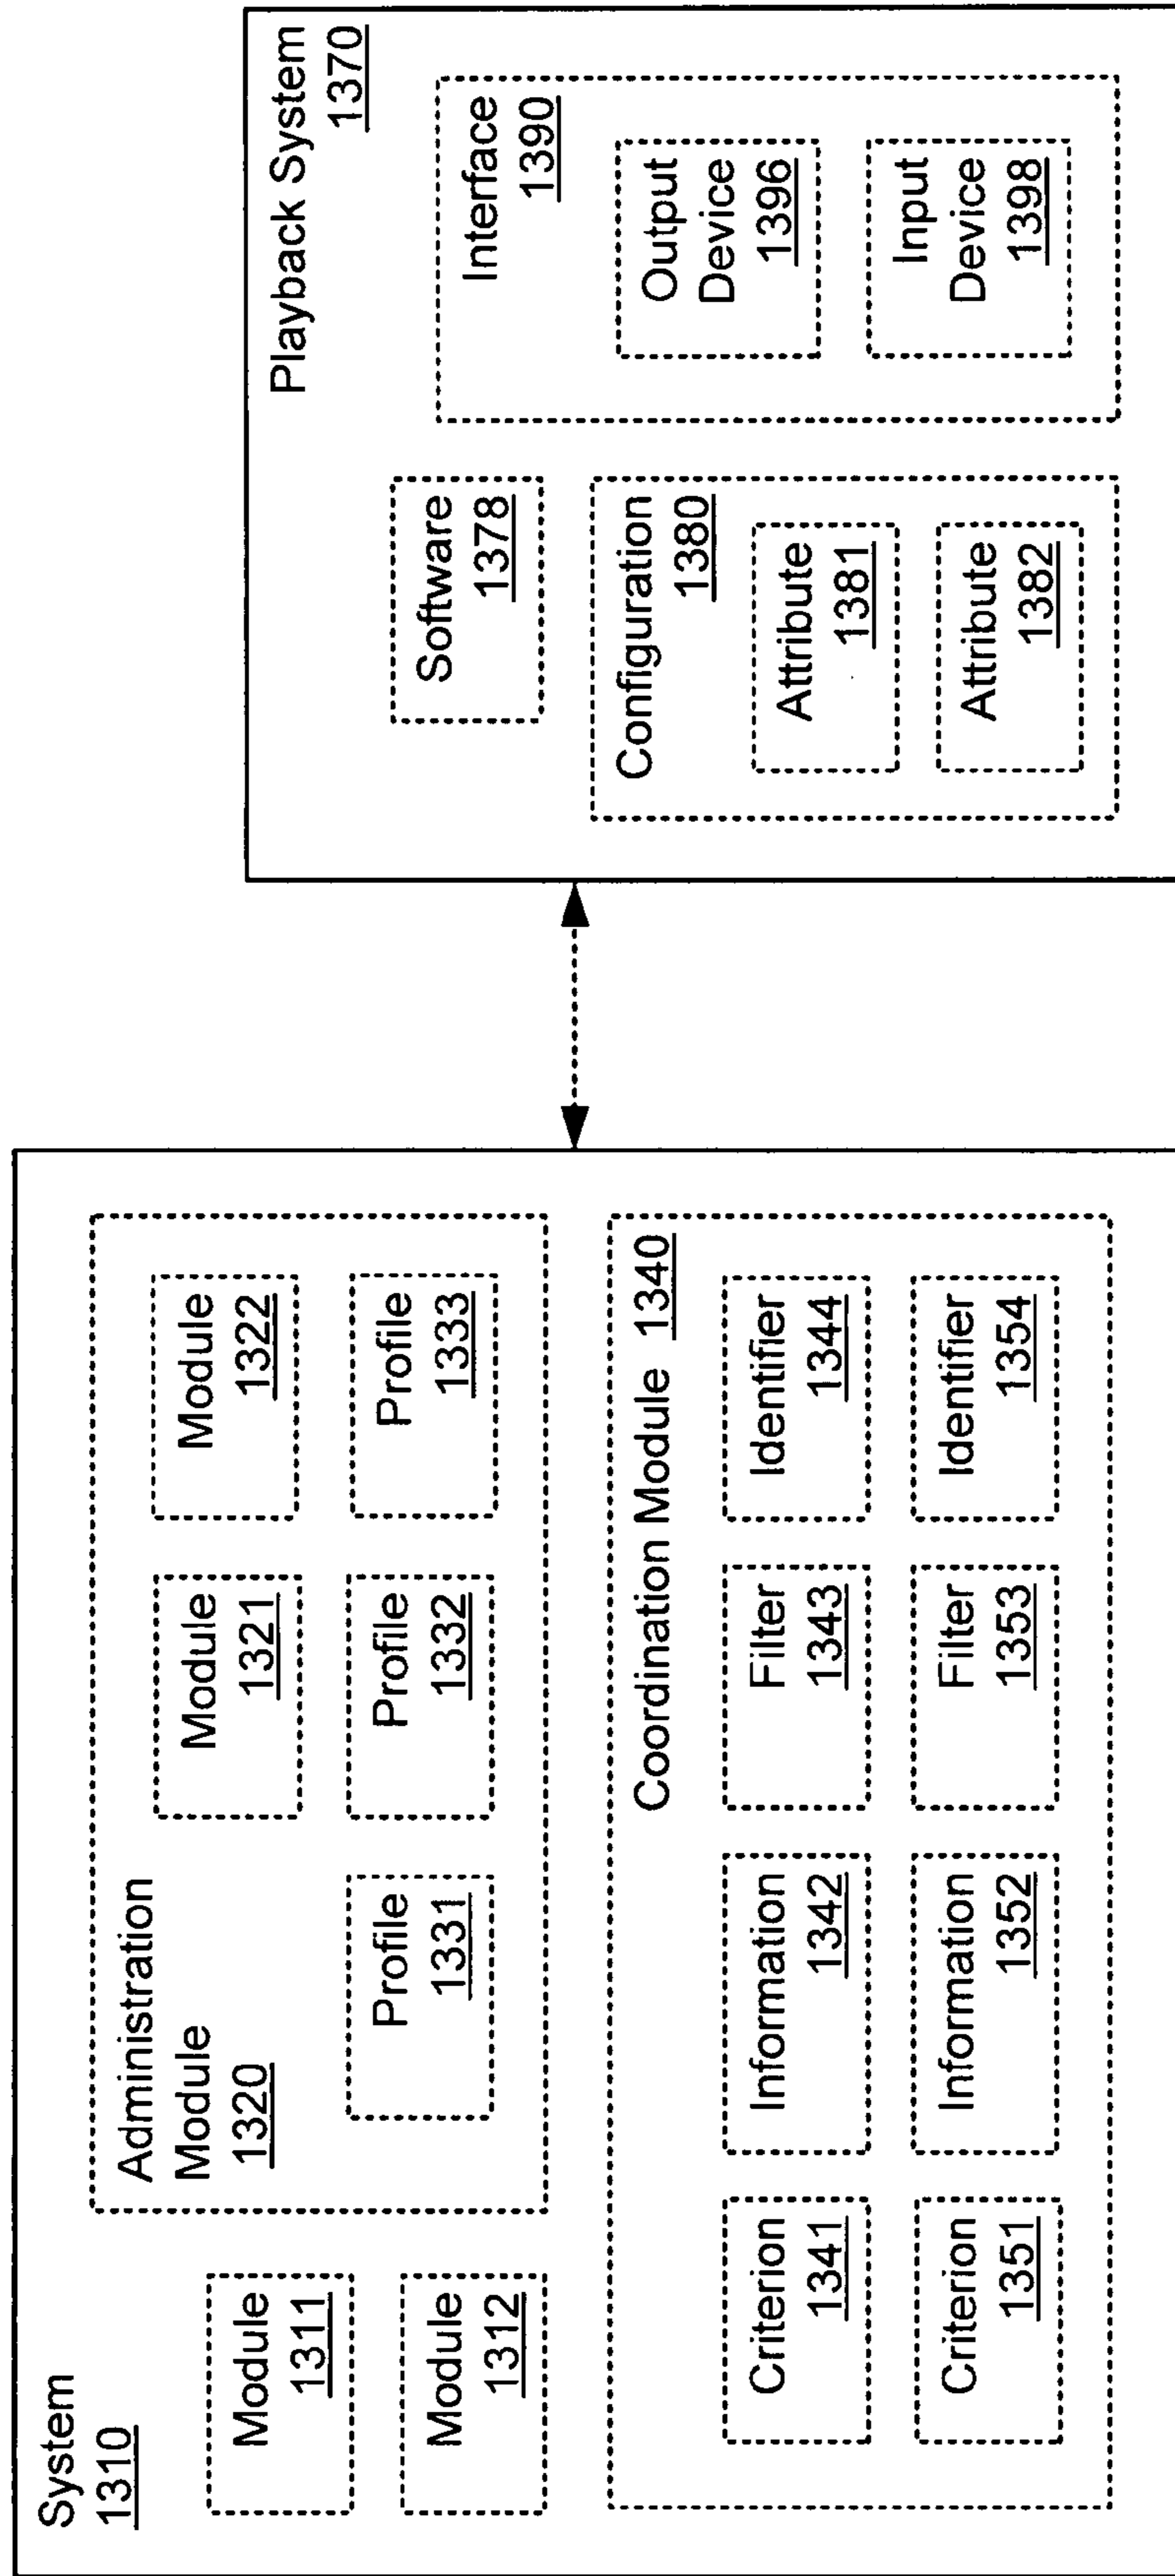 System
1310
Module
1311
Module
1312
Administration
Module
1320
Module
1321
Module
1322
Profile
1331
Profile
1332
Profile
1333
Coordination Module 1340
Criterion
1341
Information
1342
Filter
1343
Identifier
1344
Criterion
1351
Information
1352
Filter
1353
Identifier
1354
Playback System
1370
Software
1378
Configuration
1380
Attribute
1381
Attribute
1382
Interface
1390
Output
Device
1396
Input
Device
1398